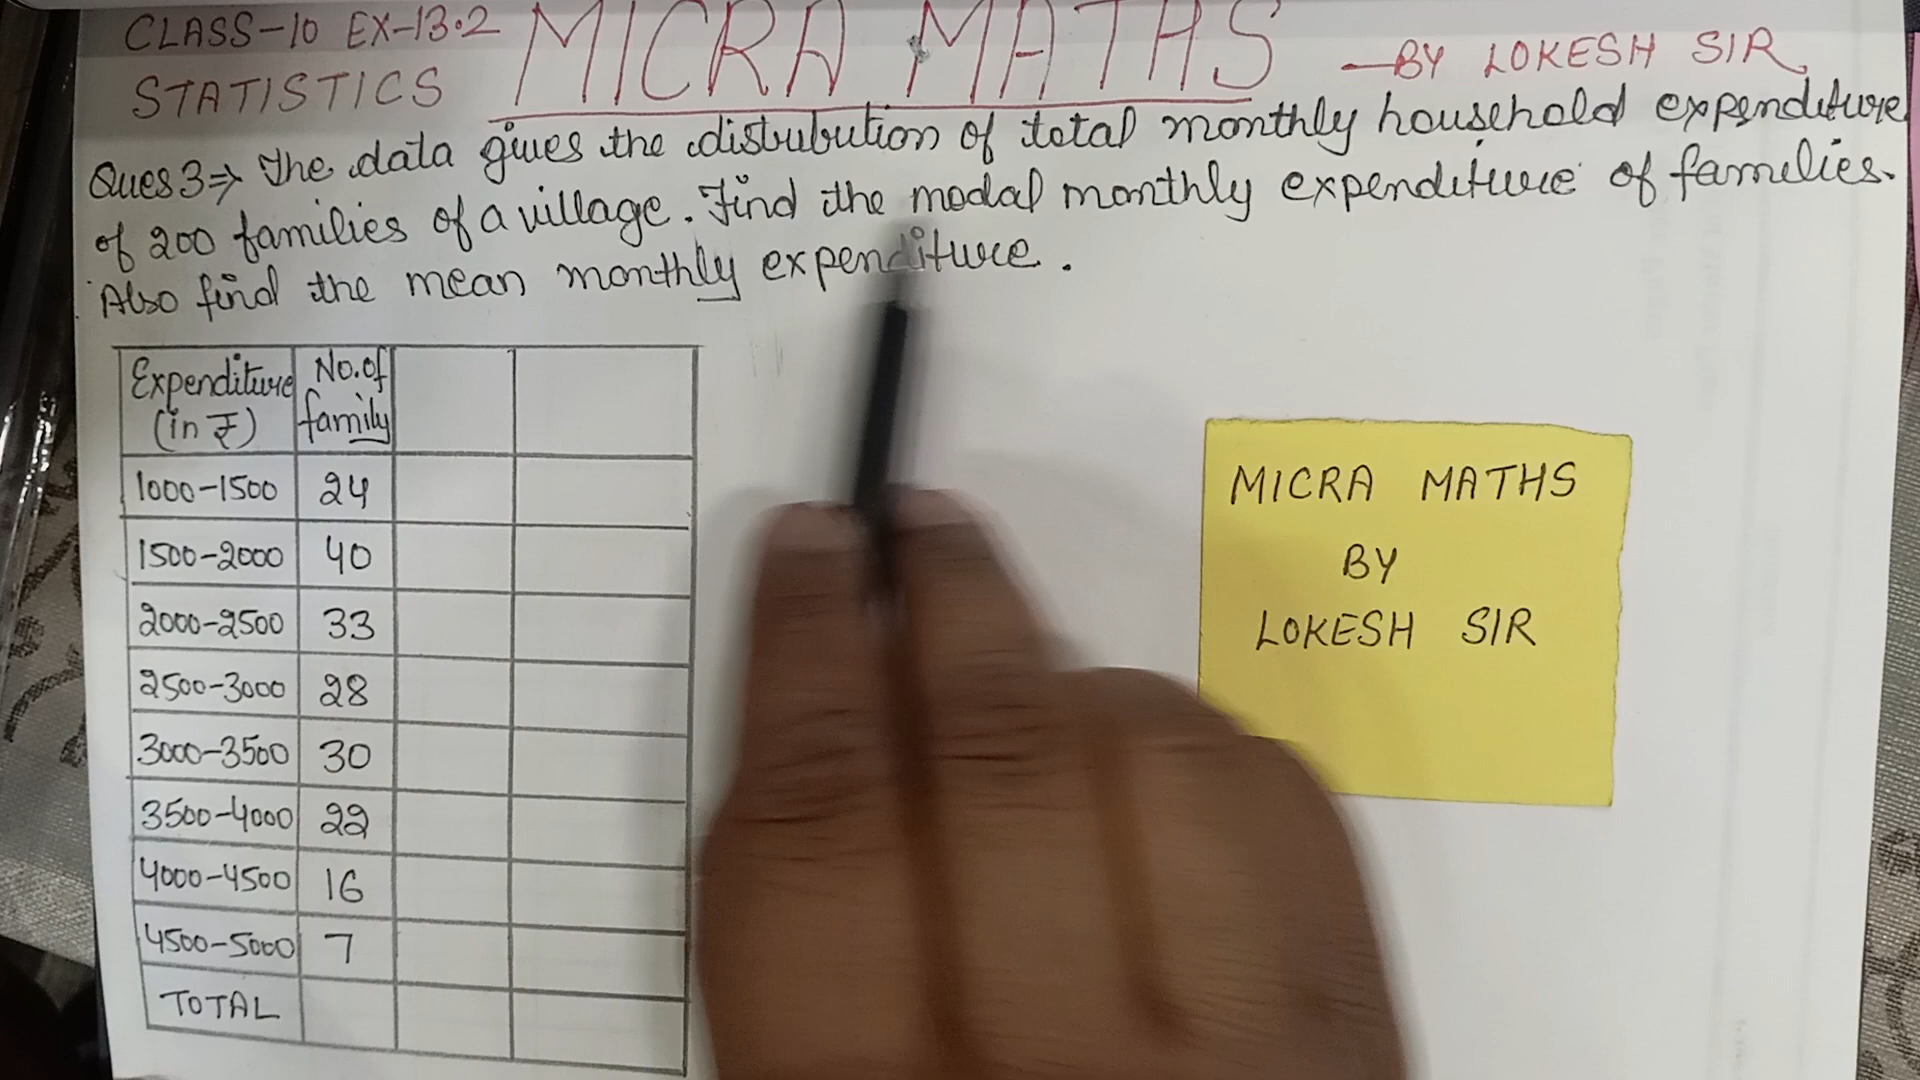 CLASS-10 EX-13.2 MICRA MATHS -BY LOKESH SIR
STATISTICS
Ques 3⇒ The data gives the distrubution of total monthly household expenditure
of 200 families of a village. Find the modal monthly expenditure of families.
Also find the mean monthly expenditure.
Expenditure (in ₹) No. of family
1000-1500 24
1500-2000 40
2000-2500 33
2500-3000 28
3000-3500 30
3500-4000 22
4000-4500 16
4500-5000 7
TOTAL
MICRA MATHS
BY
LOKESH SIR